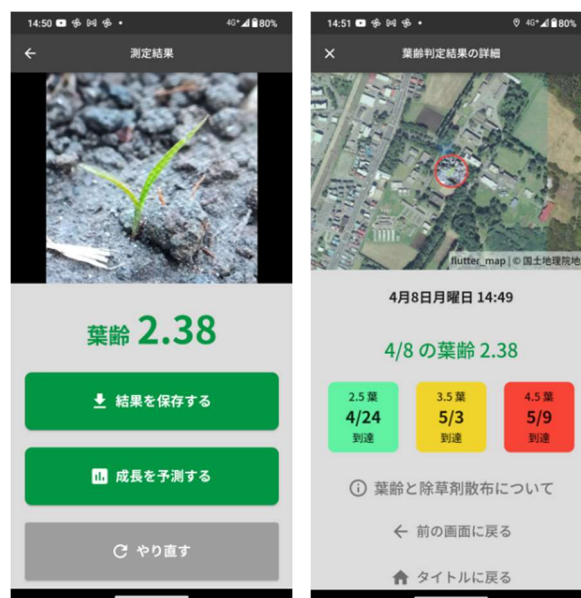 14:50
4G+
80%
測定結果
葉齢 2.38
結果を保存する
成長を予測する
やり直す
14:51
4G+
80%
葉齢判定結果の詳細
flutter_map | © 国土地理院地
4月8日月曜日 14:49
4/8 の葉齢 2.38
2.5 葉
4/24
到達
3.5 葉
5/3
到達
4.5 葉
5/9
到達
葉齢と除草剤散布について
前の画面に戻る
タイトルに戻る